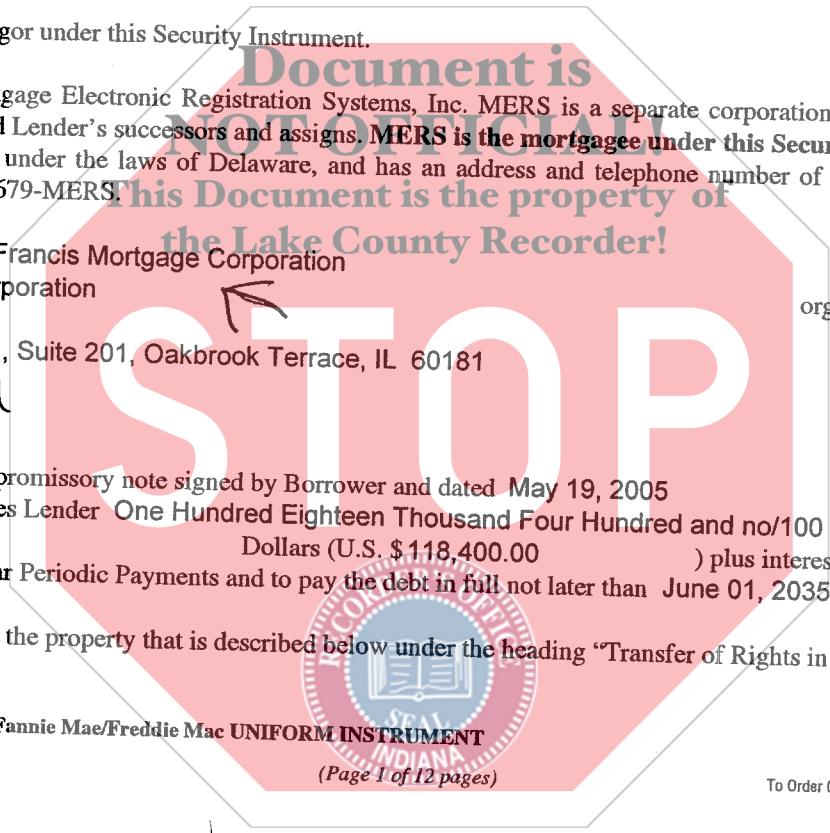 gor under this Security Instrument.
Document is
gage Electronic Registration Systems, Inc. MERS is a separate corporation
d Lender's successors and assigns. MERS is the mortgagee under this Secur
NOT OFFICIAL!
under the laws of Delaware, and has an address and telephone number of
679-MERS.
This Document is the property of
the Lake County Recorder!
Francis Mortgage Corporation
poration
org
, Suite 201, Oakbrook Terrace, IL 60181
STOP
promissory note signed by Borrower and dated May 19, 2005
es Lender One Hundred Eighteen Thousand Four Hundred and no/100
Dollars (U.S. $118,400.00 ) plus interes
ar Periodic Payments and to pay the debt in full not later than June 01, 2035
the property that is described below under the heading “Transfer of Rights in
RECORDER'S OFFICE
SEAL
INDIANA
Fannie Mae/Freddie Mac UNIFORM INSTRUMENT
(Page 1 of 12 pages)
To Order